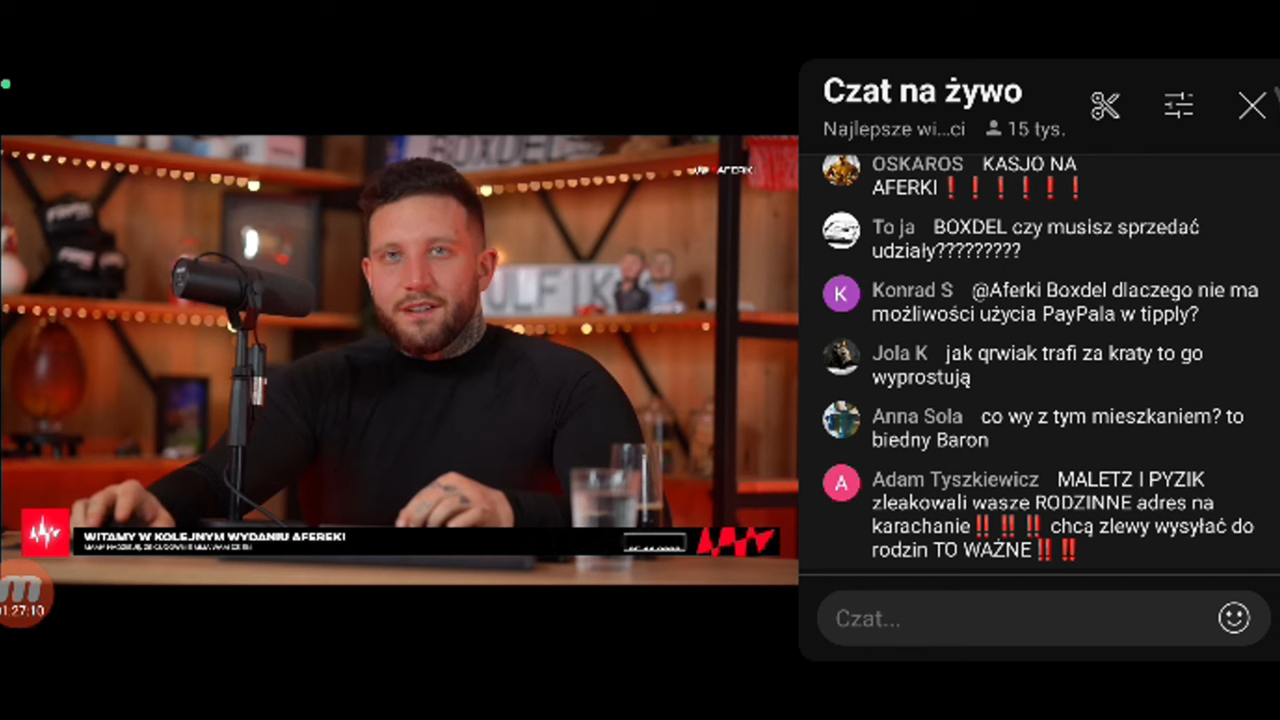 BOXDEL
AFERKI
ULFIK
WITAMY W KOLEJNYM WYDANIU AFEREK!
01:27:10
Czat na żywo
Najlepsze wi...ci 15 tys.
OSKAROS KASJO NA
AFERKI❗❗❗❗❗❗
To ja BOXDEL czy musisz sprzedać
udziały?????????
K
Konrad S @Aferki Boxdel dlaczego nie ma
możliwości użycia PayPala w tipply?
Jola K jak qrwiak trafi za kraty to go
wyprostują
Anna Sola co wy z tym mieszkaniem? to
biedny Baron
A
Adam Tyszkiewicz MALETZ I PYZIK
zleakowali wasze RODZINNE adres na
karachanie‼️‼️‼️ chcą zlewy wysyłać do
rodzin TO WAŻNE‼️‼️
Czat...